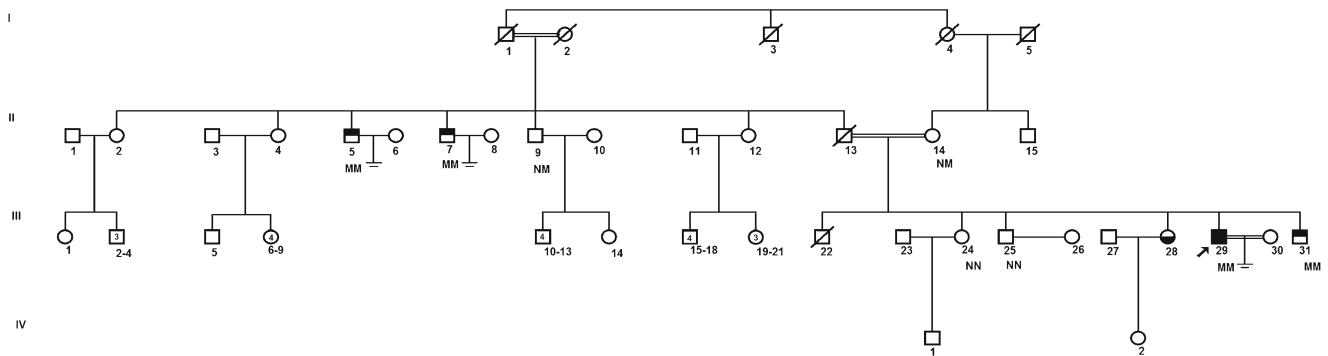 I
1 2 3 4 5
II
1 2 3 4 5 6 7 8 9 10 11 12 13 14 15
MM MM NM NM
III
3 4 4 4 3
1 2-4 5 6-9 10-13 14 15-18 19-21 22 23 24 25 26 27 28 29 30 31
NN NN MM MM
IV
1 2